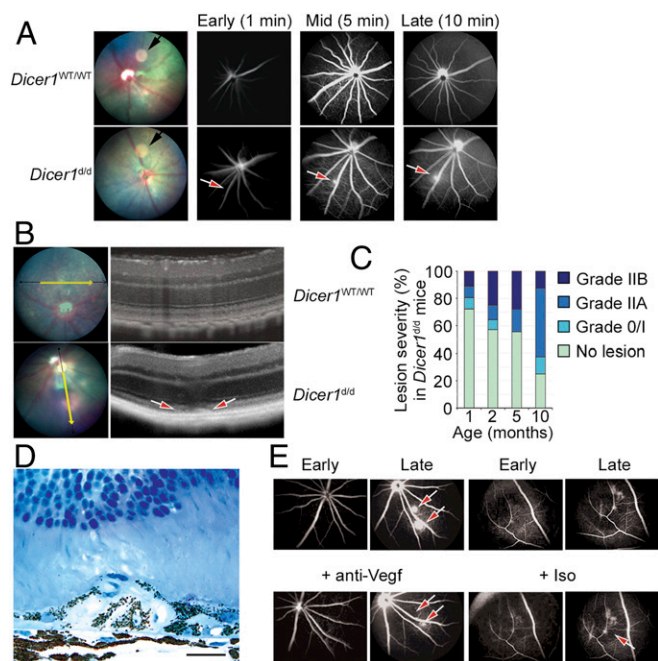 A
Early (1 min)
Mid (5 min)
Late (10 min)
Dicer1WT/WT
Dicer1d/d
B
Dicer1WT/WT
Dicer1d/d
C
Lesion severity (%)
in Dicer1d/d mice
100
80
60
40
20
0
1 2 5 10
Age (months)
Grade IIB
Grade IIA
Grade 0/I
No lesion
D
E
Early
Late
Early
Late
+ anti-Vegf
+ Iso